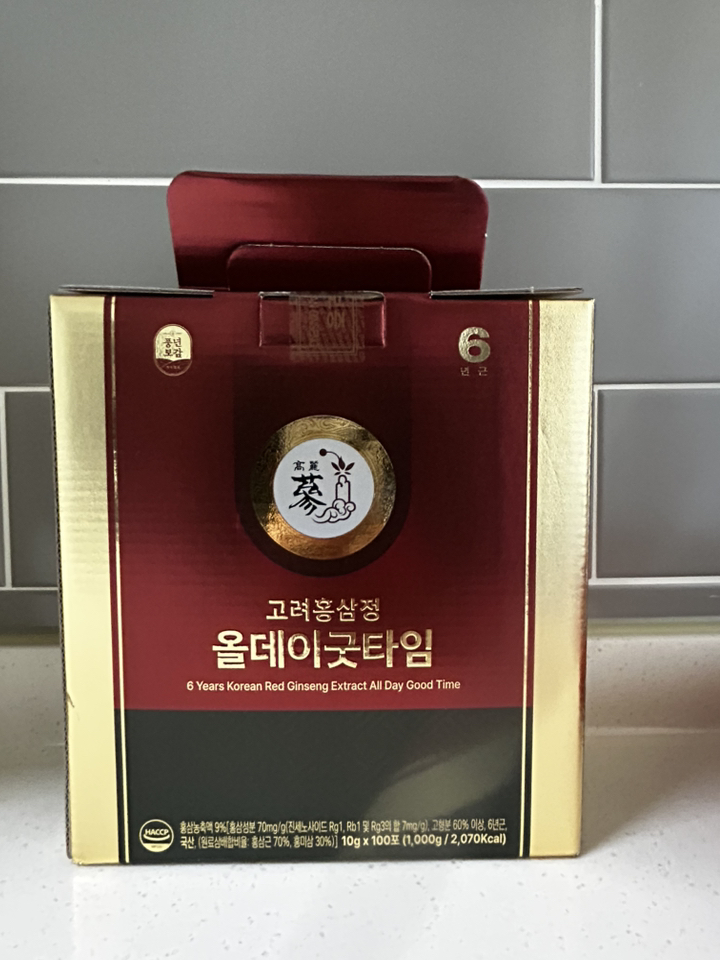 풍년
보감
6
년 근
高麗
蔘
고려홍삼정
올데이굿타임
6 Years Korean Red Ginseng Extract All Day Good Time
HACCP
홍삼농축액 9%[홍삼성분 70mg/g(진세노사이드 Rg1, Rb1 및 Rg3의 합 7mg/g), 고형분 60% 이상, 6년근,
국산, (원료삼배합비율: 홍삼근 70%, 홍미삼 30%)] 10g x 100포 (1,000g / 2,070Kcal)